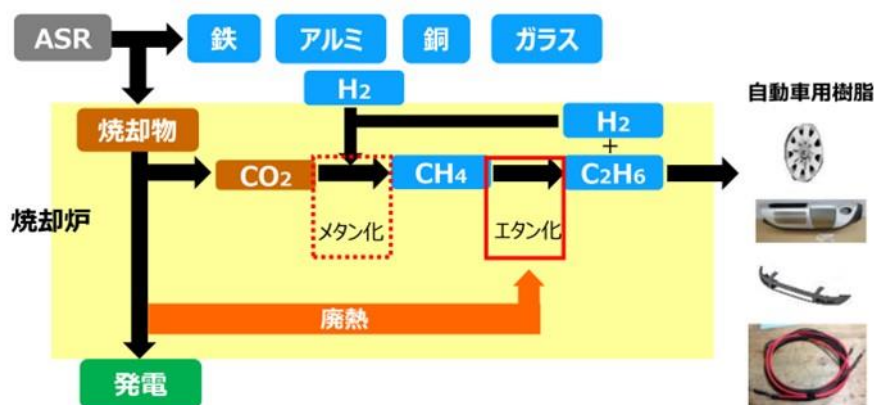 ASR
鉄
アルミ
銅
ガラス
H2
自動車用樹脂
焼却物
H2
+
CO2
CH4
C2H6
焼却炉
メタン化
エタン化
廃熱
発電